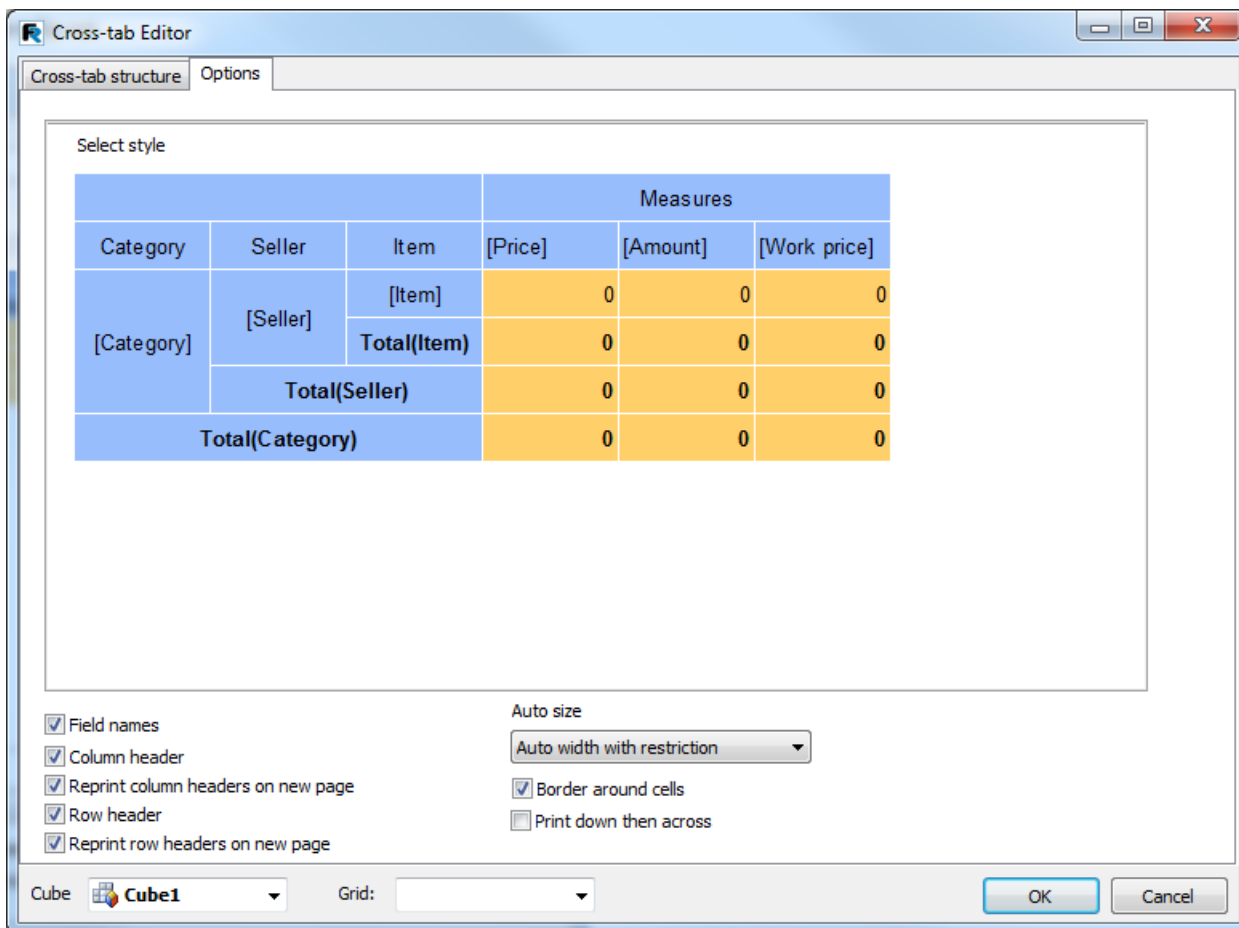 Cross-tab Editor
Cross-tab structure Options
Select style
Measures
Category Seller Item [Price] [Amount] [Work price]
[Item] 0 0 0
[Seller]
[Category] Total(Item) 0 0 0
Total(Seller) 0 0 0
Total(Category) 0 0 0
Auto size
Field names
Auto width with restriction
Column header
Reprint column headers on new page
Border around cells
Row header
Print down then across
Reprint row headers on new page
Cube Cube1 Grid: OK Cancel